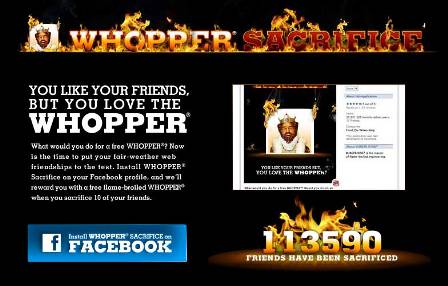 WHOPPER® SACRIFICE
YOU LIKE YOUR FRIENDS,
BUT YOU LOVE THE
WHOPPER®
What would you do for a free WHOPPER®? Now
is the time to put your fair-weather web
friendships to the test. Install WHOPPER®
Sacrifice on your Facebook profile, and we'll
reward you with a free flame-broiled WHOPPER®
when you sacrifice 10 of your friends.
Install WHOPPER® SACRIFICE on
FACEBOOK
YOU LIKE YOUR FRIENDS BUT,
YOU LOVE THE WHOPPER®
113590
FRIENDS HAVE BEEN SACRIFICED